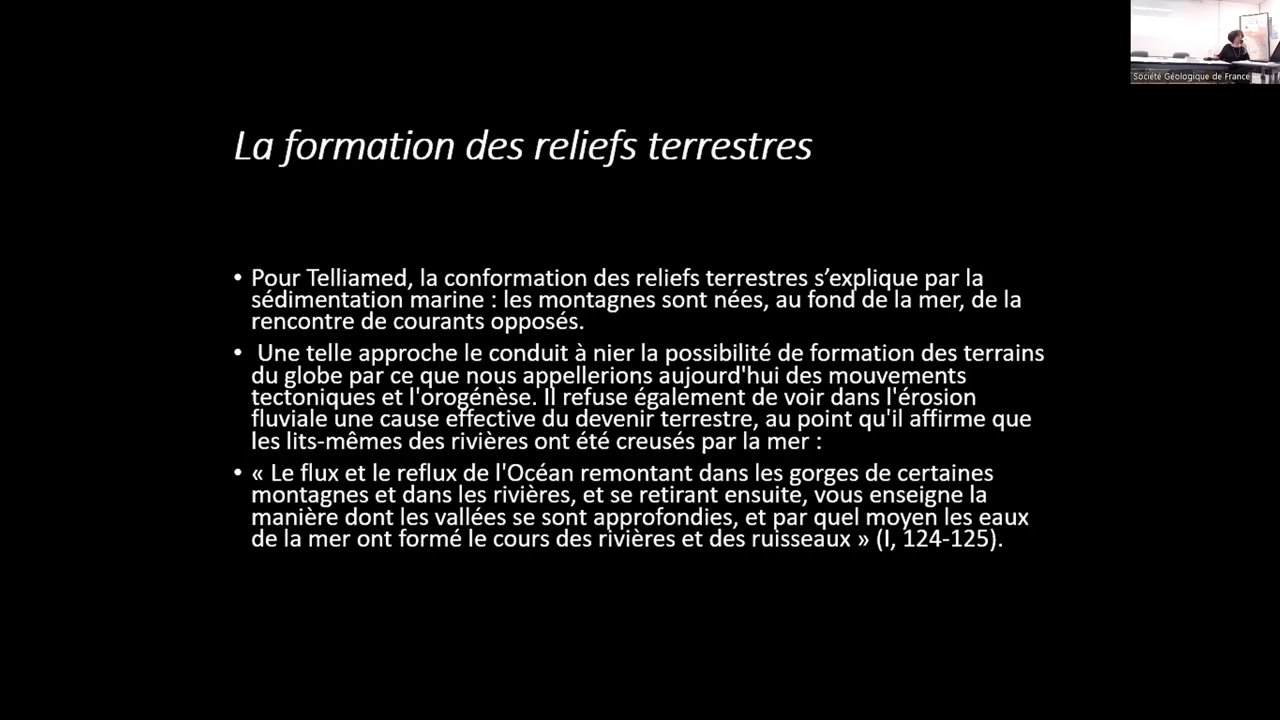 Société Géologique de France
La formation des reliefs terrestres
• Pour Telliamed, la conformation des reliefs terrestres s’explique par la
sédimentation marine : les montagnes sont nées, au fond de la mer, de la
rencontre de courants opposés.
• Une telle approche le conduit à nier la possibilité de formation des terrains
du globe par ce que nous appellerions aujourd'hui des mouvements
tectoniques et l'orogénèse. Il refuse également de voir dans l'érosion
fluviale une cause effective du devenir terrestre, au point qu'il affirme que
les lits-mêmes des rivières ont été creusés par la mer :
• « Le flux et le reflux de l'Océan remontant dans les gorges de certaines
montagnes et dans les rivières, et se retirant ensuite, vous enseigne la
manière dont les vallées se sont approfondies, et par quel moyen les eaux
de la mer ont formé le cours des rivières et des ruisseaux » (I, 124-125).